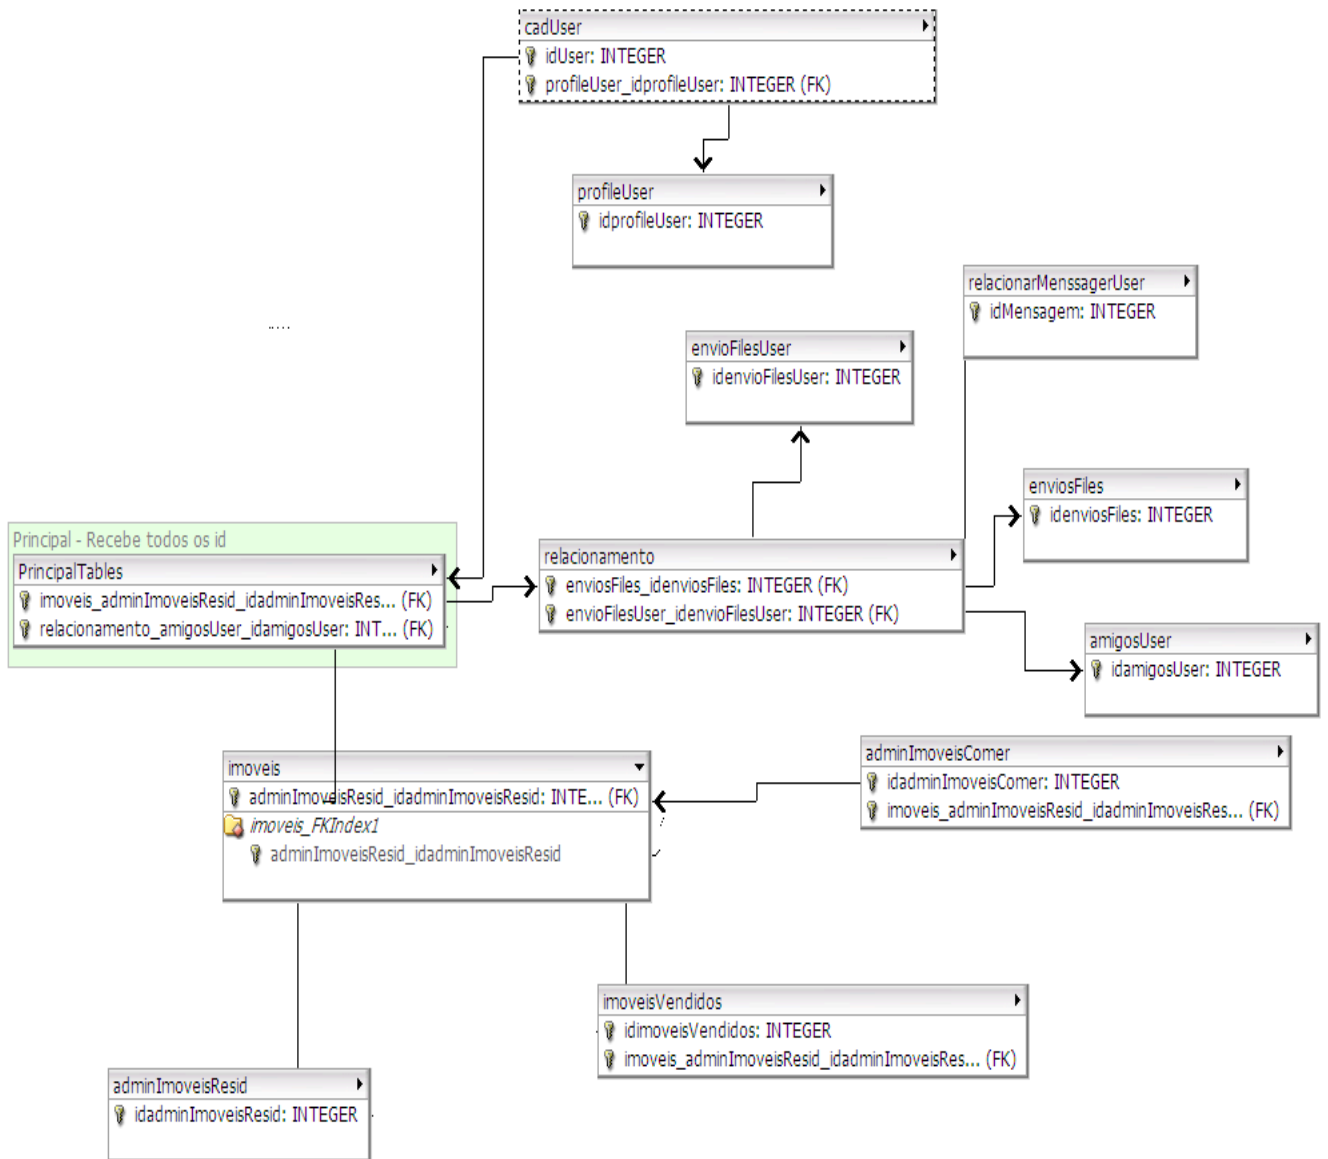 cadUser
idUser: INTEGER
profileUser_idprofileUser: INTEGER (FK)
profileUser
idprofileUser: INTEGER
relacionarMenssagerUser
idMensagem: INTEGER
.....
envioFilesUser
idenvioFilesUser: INTEGER
enviosFiles
idenviosFiles: INTEGER
Principal - Recebe todos os id
PrincipalTables
imoveis_adminImoveisResid_idadminImoveisRes... (FK)
relacionamento_amigosUser_idamigosUser: INT... (FK)
relacionamento
enviosFiles_idenviosFiles: INTEGER (FK)
envioFilesUser_idenvioFilesUser: INTEGER (FK)
amigosUser
idamigosUser: INTEGER
imoveis
adminImoveisResid_idadminImoveisResid: INTE... (FK)
imoveis_FKIndex1
adminImoveisResid_idadminImoveisResid
adminImoveisComer
idadminImoveisComer: INTEGER
imoveis_adminImoveisResid_idadminImoveisRes... (FK)
imoveisVendidos
idimoveisVendidos: INTEGER
imoveis_adminImoveisResid_idadminImoveisRes... (FK)
adminImoveisResid
idadminImoveisResid: INTEGER